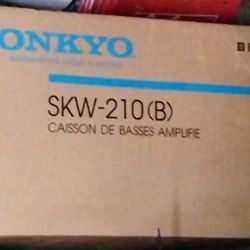 ONKYO
SKW-210(B)
CAISSON DE BASSES AMPLIFIE